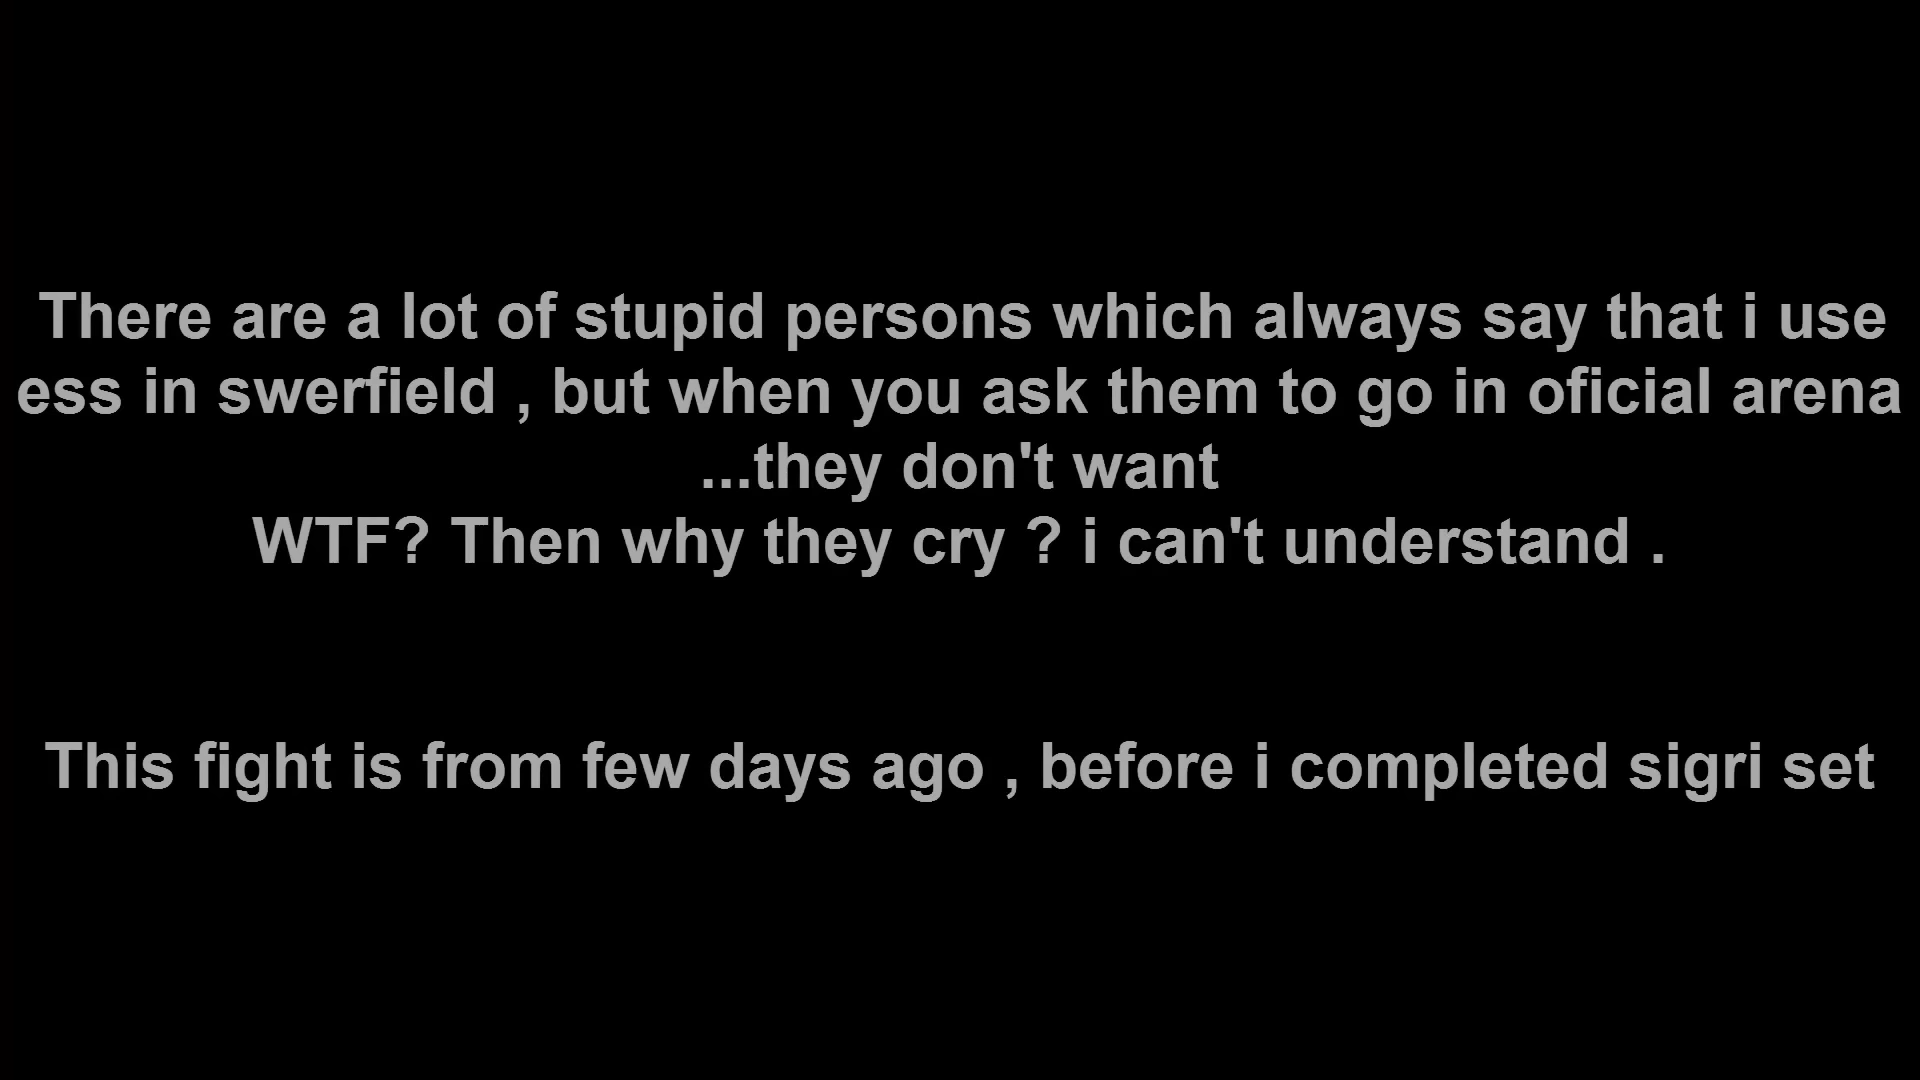 There are a lot of stupid persons which always say that i use
ess in swerfield , but when you ask them to go in oficial arena
...they don't want
WTF? Then why they cry ? i can't understand .
This fight is from few days ago , before i completed sigri set